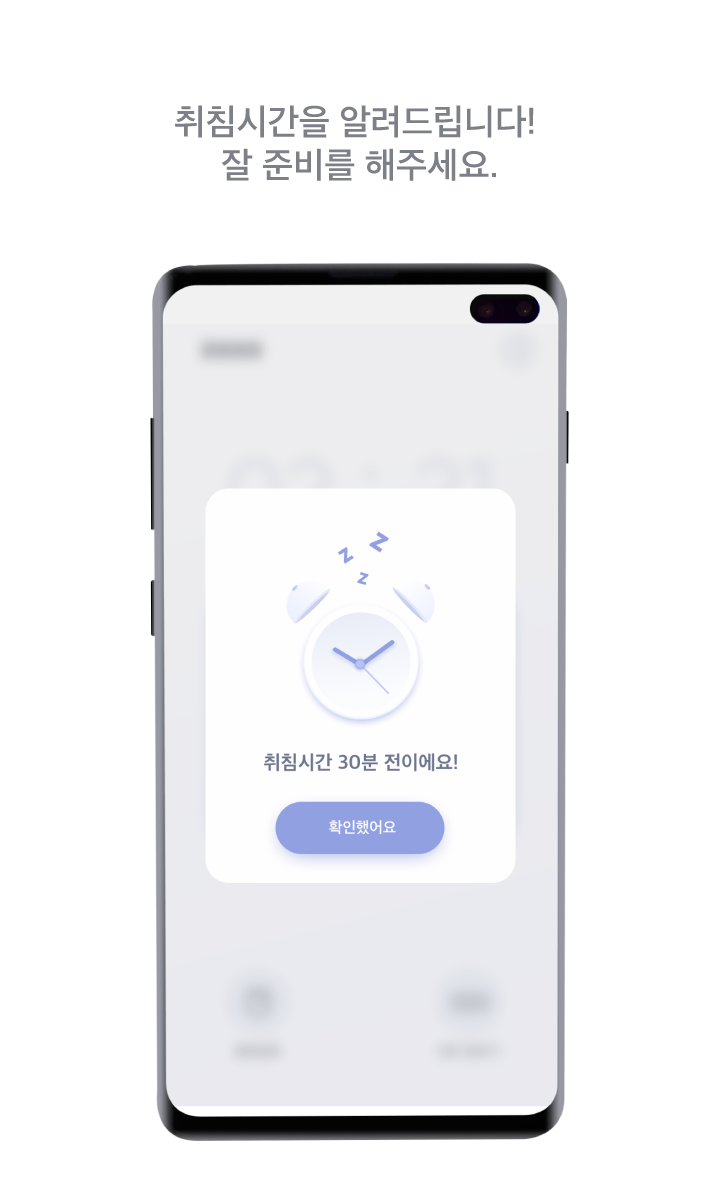 취침시간을 알려드립니다!
잘 준비를 해주세요.
z z
z
취침시간 30분 전이에요!
확인했어요